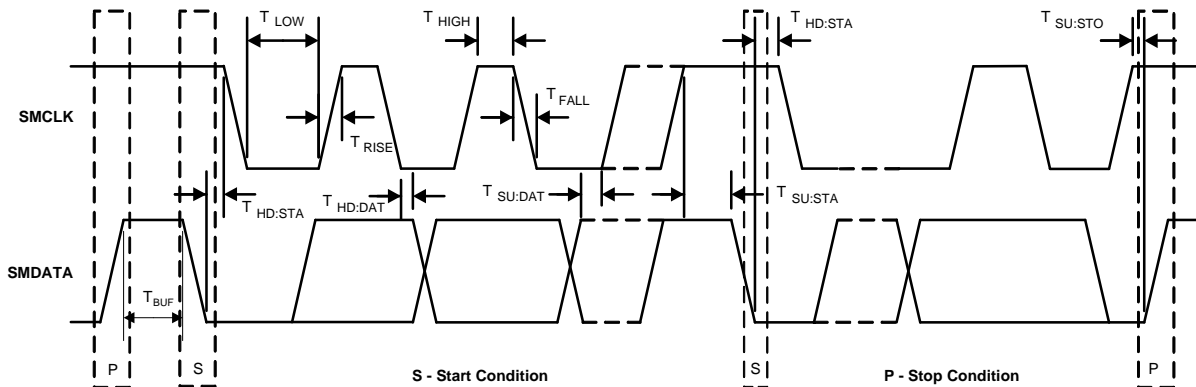 T LOW
T HIGH
T HD:STA
T SU:STO
SMCLK
T FALL
T RISE
T HD:STA
T HD:DAT
T SU:DAT
T SU:STA
SMDATA
T BUF
P
S
S - Start Condition
S
P - Stop Condition
P